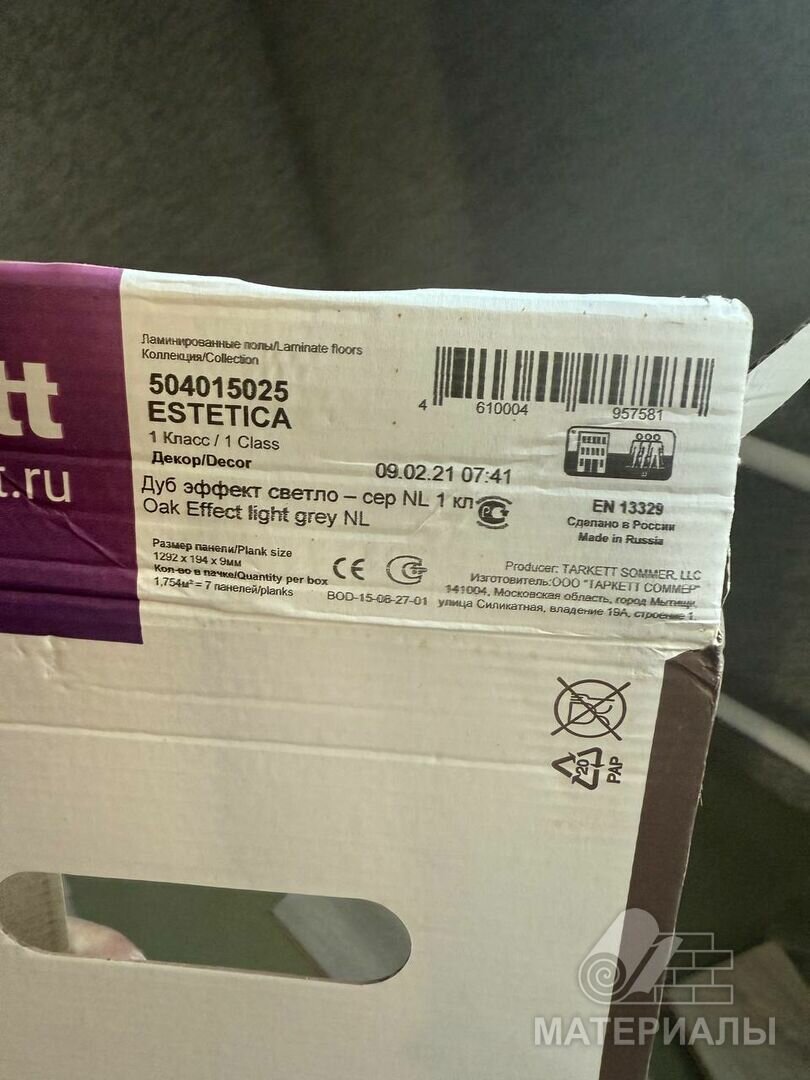 tt
t.ru
Ламинированные полы/Laminate floors
Коллекция/Collection
504015025
ESTETICA
1 Класс / 1 Class
Декор/Decor
09.02.21 07:41
Дуб эффект светло – сер NL 1 кл
Oak Effect light grey NL
Размер панели/Plank size
1292 x 194 x 9мм
Кол-во в пачке/Quantity per box
1,754м² = 7 панелей/planks
CE
BOD-15-08-27-01
4 610004 957581
EN 13329
Сделано в России
Made in Russia
Producer: TARKETT SOMMER, LLC
Изготовитель:ООО "ТАРКЕТТ СОММЕР"
141004, Московская область, город Мытищи,
улица Силикатная, владение 19А, строение 1
20
PAP
МАТЕРИАЛЫ